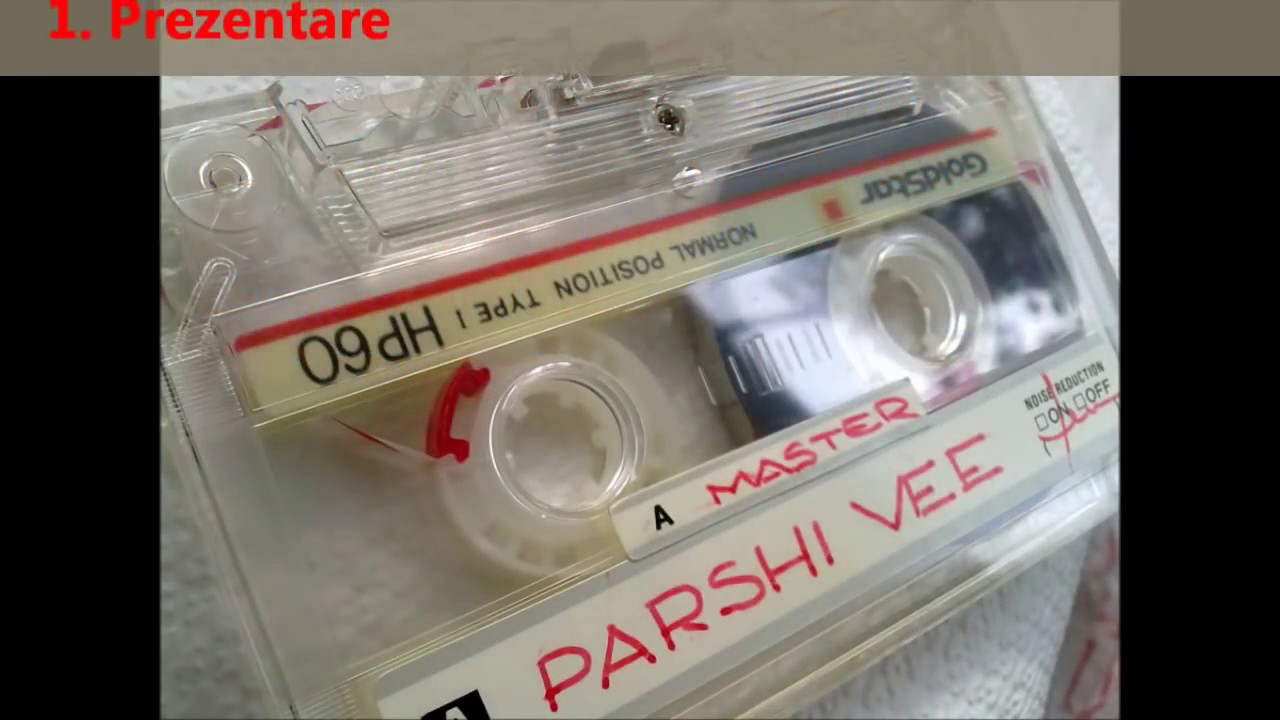 1. Prezentare
GoldStar
HP60 NORMAL POSITION TYPE I
NOISE REDUCTION
□ON □OFF
A MASTER
PARSHI VEE
A